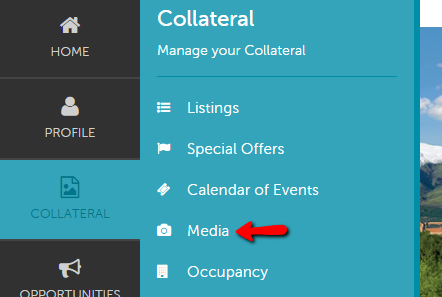 HOME
PROFILE
COLLATERAL
OPPORTUNITIES
Collateral
Manage your Collateral
Listings
Special Offers
Calendar of Events
Media
Occupancy